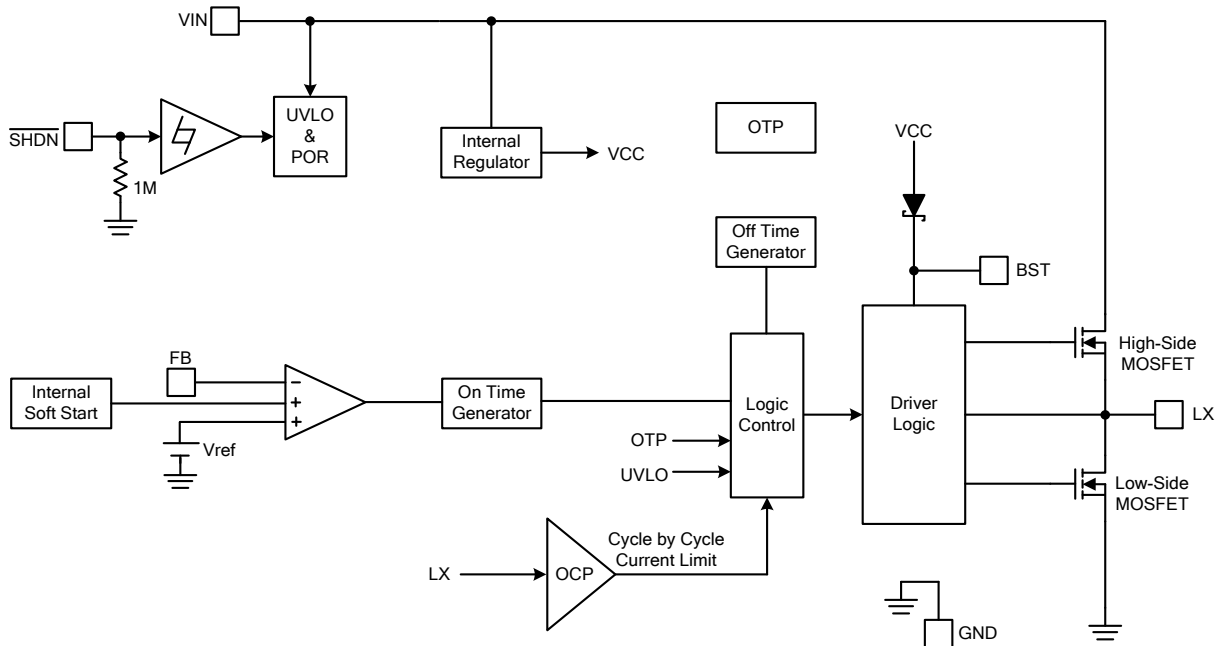 VIN
SHDN
1M
UVLO
&
POR
Internal
Regulator
VCC
OTP
VCC
Off Time
Generator
BST
High-Side
MOSFET
FB
Internal
Soft Start
−
+
+
Vref
On Time
Generator
Logic
Control
OTP
UVLO
Driver
Logic
LX
Low-Side
MOSFET
Cycle by Cycle
Current Limit
LX
OCP
GND